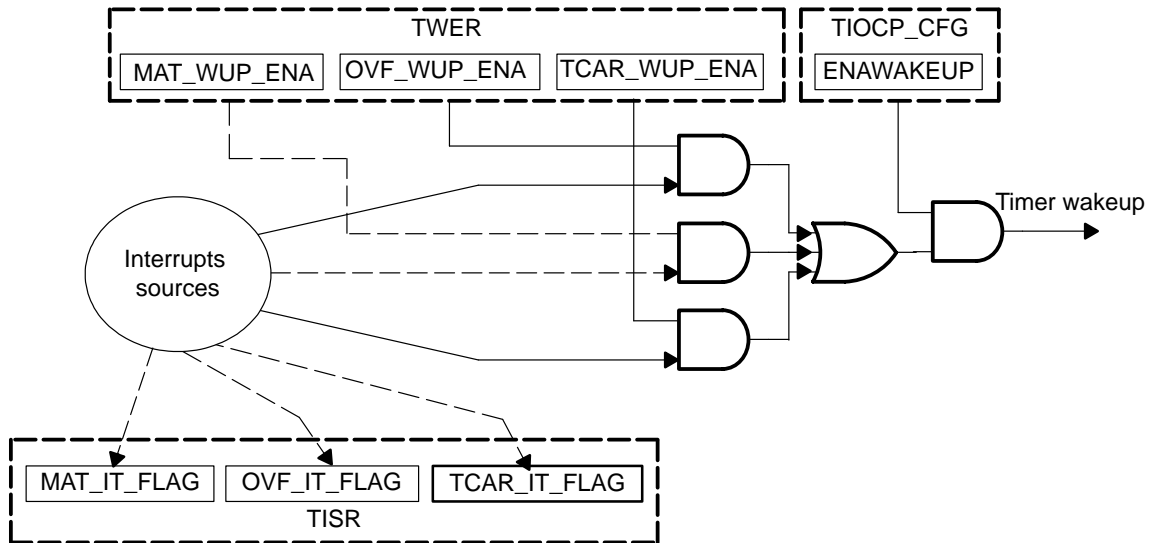 TWER
MAT_WUP_ENA
OVF_WUP_ENA
TCAR_WUP_ENA
TIOCP_CFG
ENAWAKEUP
Timer wakeup
Interrupts
sources
MAT_IT_FLAG
OVF_IT_FLAG
TCAR_IT_FLAG
TISR